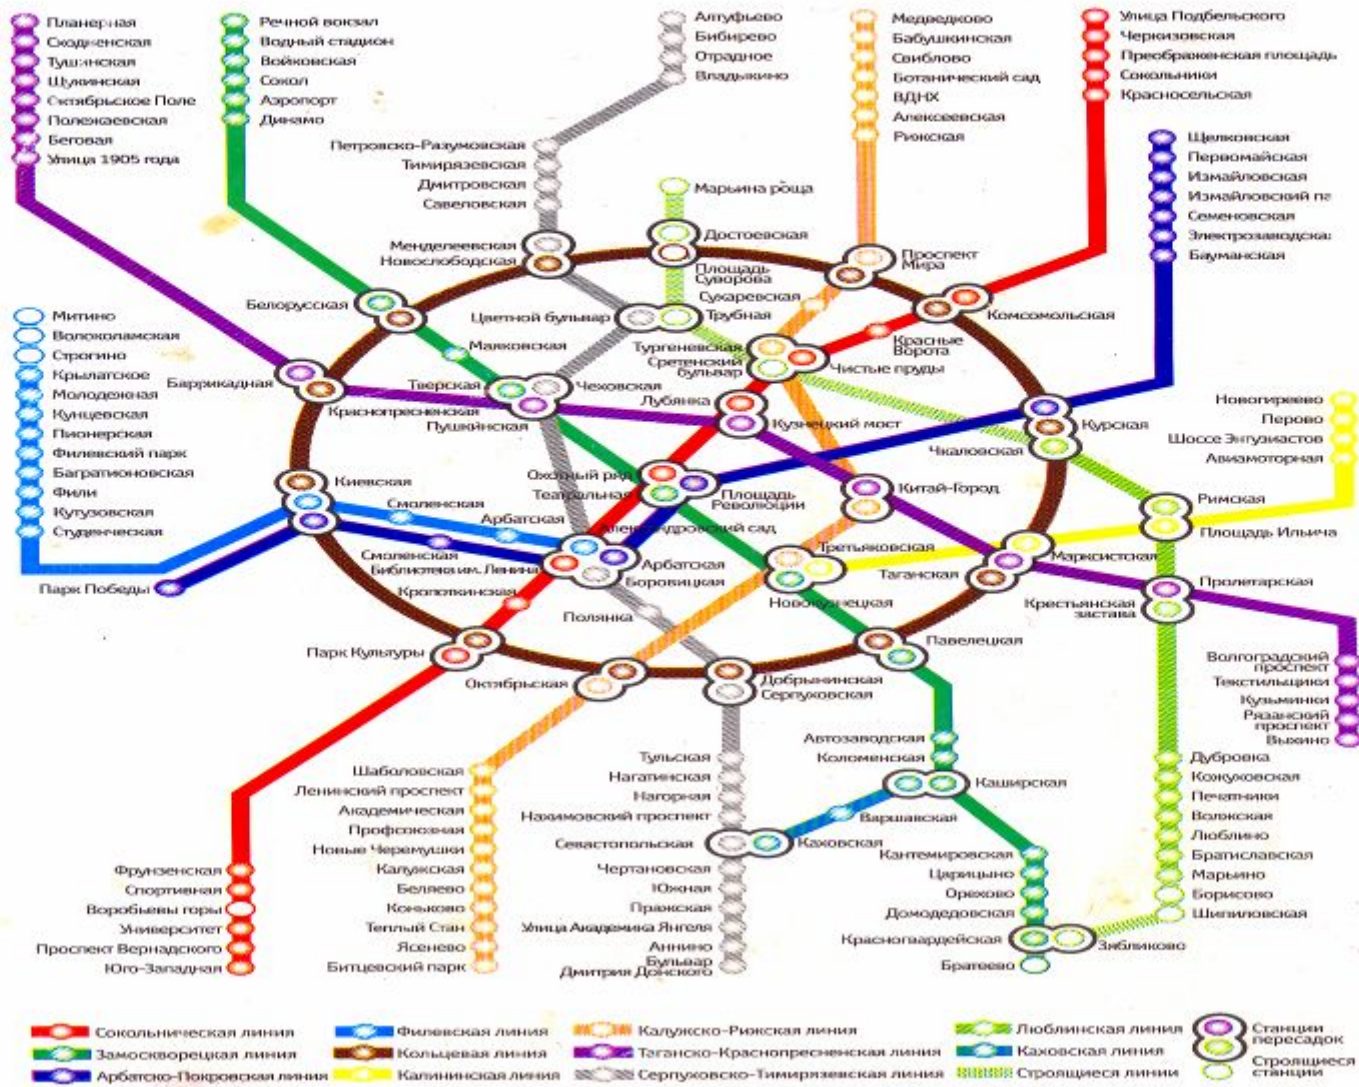 Планерная
Сходненская
Тушинская
Щукинская
Октябрьское Поле
Полежаевская
Беговая
Улица 1905 года
Речной вокзал
Водный стадион
Войковская
Сокол
Аэропорт
Динамо
Алтуфьево
Бибирево
Отрадное
Владыкино
Петровско-Разумовская
Тимирязевская
Дмитровская
Савеловская
Марьина роща
Медведково
Бабушкинская
Свиблово
Ботанический сад
ВДНХ
Алексеевская
Рижская
Улица Подбельского
Черкизовская
Преображенская площадь
Сокольники
Красносельская
Щелковская
Первомайская
Измайловская
Измайловский па
Семеновская
Электрозаводская
Бауманская
Менделеевская
Новослободская
Достоевская
Площадь
Суворова
Проспект
Мира
Сухаревская
Белорусская
Цветной бульвар
Трубная
Комсомольская
Маяковская
Тургеневская
Сретенский
бульвар
Красные
Ворота
Чистые пруды
Баррикадная
Краснопресненская
Тверская
Чеховская
Пушкинская
Лубянка
Кузнецкий мост
Курская
Чкаловская
Митино
Волоколамская
Строгино
Крылатское
Молодежная
Кунцевская
Пионерская
Филевский парк
Багратионовская
Фили
Кутузовская
Студенческая
Парк Победы
Новогиреево
Перово
Шоссе Энтузиастов
Авиамоторная
Киевская
Смоленская
Арбатская
Охотный ряд
Театральная
Площадь
Революции
Китай-Город
Римская
Площадь Ильича
Александровский сад
Смоленская
Библиотека им. Ленина
Арбатская
Боровицкая
Кропоткинская
Полянка
Третьяковская
Новокузнецкая
Марксистская
Таганская
Пролетарская
Крестьянская
застава
Парк Культуры
Октябрьская
Добрынинская
Серпуховская
Павелецкая
Волгоградский
проспект
Текстильщики
Кузьминки
Рязанский
проспект
Выхино
Автозаводская
Коломенская
Каширская
Варшавская
Каховская
Севастопольская
Тульская
Нагатинская
Нагорная
Нахимовский проспект
Чертановская
Южная
Пражская
Улица Академика Янгеля
Аннино
Бульвар
Дмитрия Донского
Шаболовская
Ленинский проспект
Академическая
Профсоюзная
Новые Черемушки
Калужская
Беляево
Коньково
Теплый Стан
Ясенево
Битцевский парк
Фрунзенская
Спортивная
Воробьевы горы
Университет
Проспект Вернадского
Юго-Западная
Кантемировская
Царицыно
Орехово
Домодедовская
Красногвардейская
Братеево
Зябликово
Дубровка
Кожуховская
Печатники
Волжская
Люблино
Братиславская
Марьино
Борисово
Шипиловская
Сокольническая линия
Замоскворецкая линия
Арбатско-Покровская линия
Филевская линия
Кольцевая линия
Калининская линия
Калужско-Рижская линия
Таганско-Краснопресненская линия
Серпуховско-Тимирязевская линия
Люблинская линия
Каховская линия
Строящиеся линии
Станции
пересадок
Строящиеся
станции